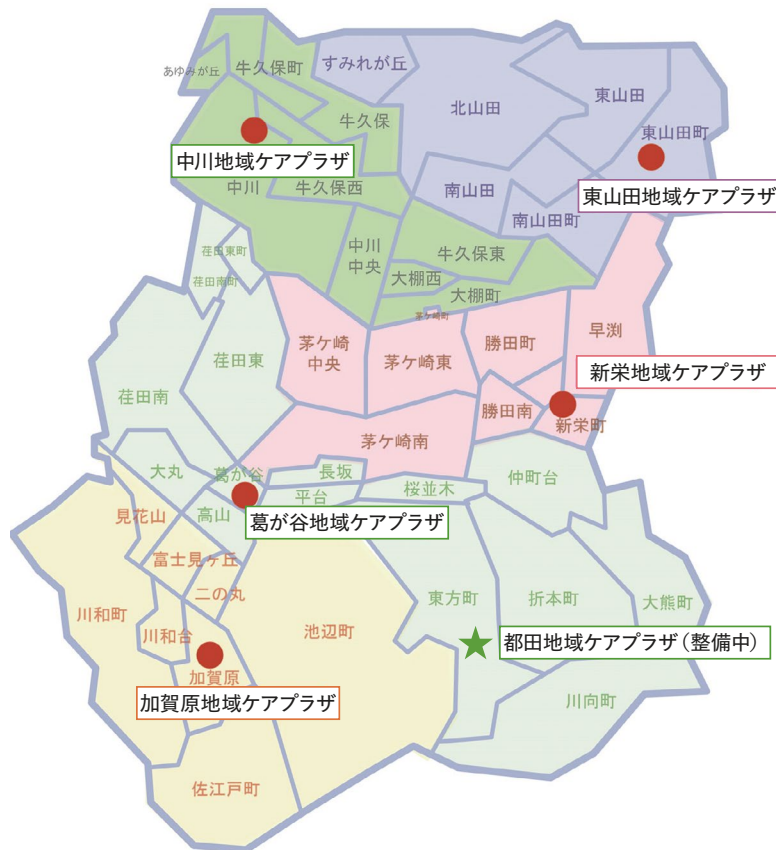 あゆみが丘
牛久保町
すみれが丘
北山田
東山田
牛久保
東山田町
中川地域ケアプラザ
中川
牛久保西
南山田
東山田地域ケアプラザ
南山田町
中川
中央
牛久保東
荏田東町
荏田南町
大棚西
大棚町
茅ケ崎町
荏田東
茅ケ崎
中央
茅ケ崎東
勝田町
早渕
新栄地域ケアプラザ
荏田南
勝田南
新栄町
茅ケ崎南
大丸
葛が谷
長坂
仲町台
桜並木
平台
高山
見花山
葛が谷地域ケアプラザ
富士見ヶ丘
二の丸
川和町
東方町
折本町
大熊町
池辺町
川和台
都田地域ケアプラザ（整備中）
加賀原
加賀原地域ケアプラザ
川向町
佐江戸町